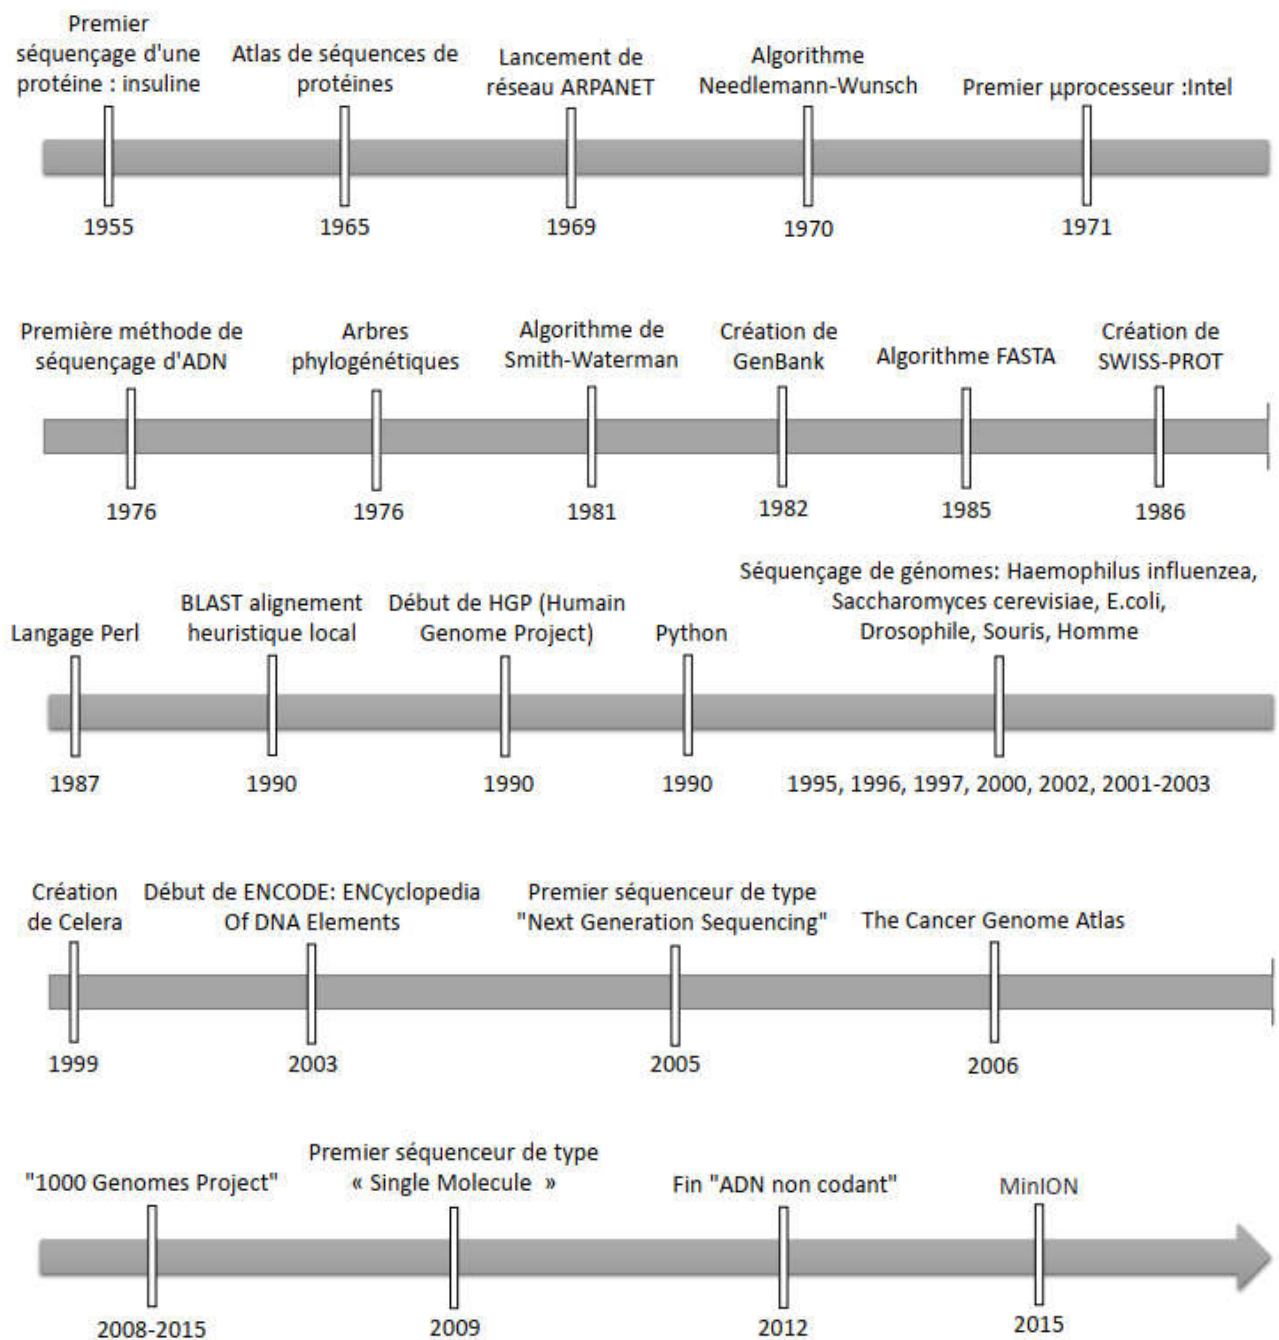 Premier
séquençage d'une
protéine : insuline
Atlas de séquences de
protéines
Lancement de
réseau ARPANET
Algorithme
Needlemann-Wunsch
Premier µprocesseur :Intel
1955
1965
1969
1970
1971
Première méthode de
séquençage d'ADN
Arbres
phylogénétiques
Algorithme de
Smith-Waterman
Création de
GenBank
Algorithme FASTA
Création de
SWISS-PROT
1976
1976
1981
1982
1985
1986
Langage Perl
BLAST alignement
heuristique local
Début de HGP (Humain
Genome Project)
Python
Séquençage de génomes: Haemophilus influenzea,
Saccharomyces cerevisiae, E.coli,
Drosophile, Souris, Homme
1987
1990
1990
1990
1995, 1996, 1997, 2000, 2002, 2001-2003
Création
de Celera
Début de ENCODE: ENCyclopedia
Of DNA Elements
Premier séquenceur de type
"Next Generation Sequencing"
The Cancer Genome Atlas
1999
2003
2005
2006
"1000 Genomes Project"
Premier séquenceur de type
« Single Molecule  »
Fin "ADN non codant"
MinION
2008-2015
2009
2012
2015